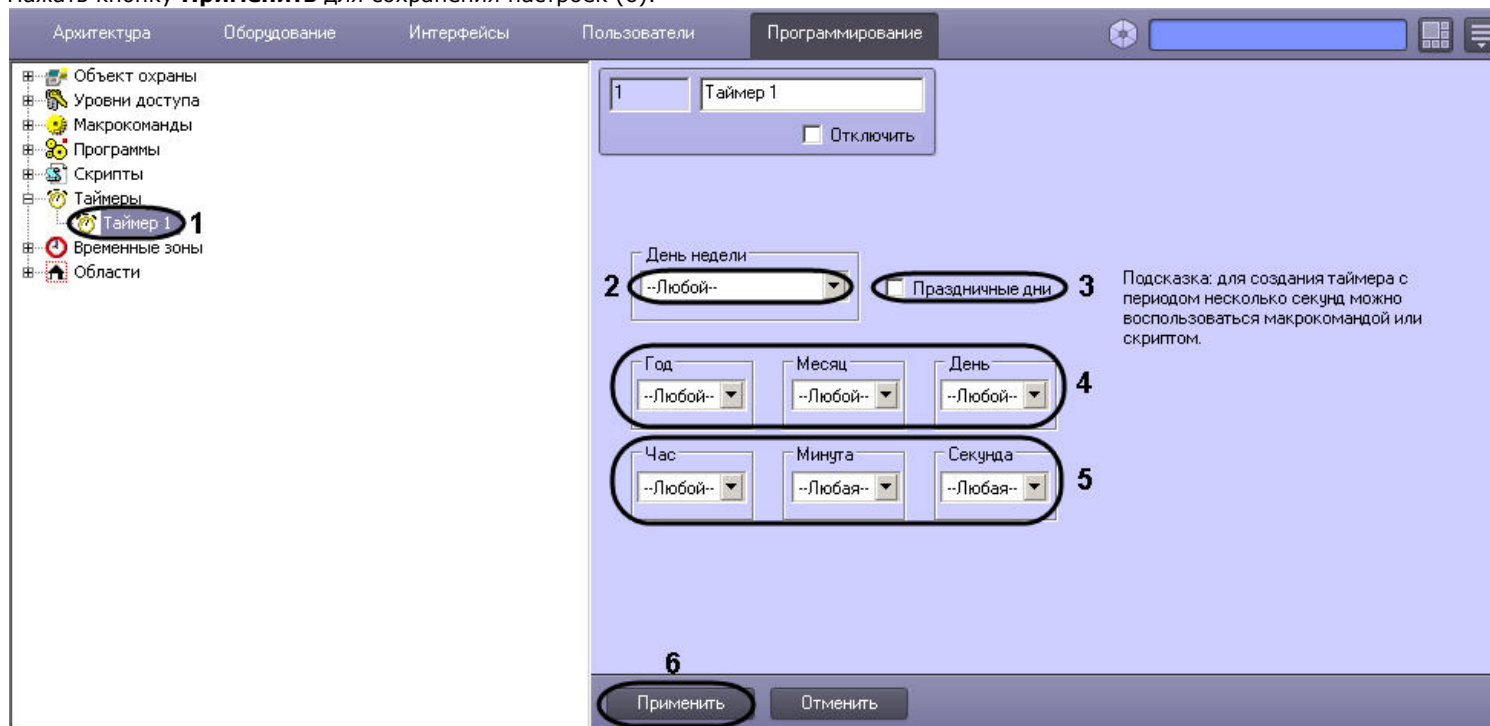 Нажать кнопку Применить для сохранения настроек (6).
Архитектура Оборудование Интерфейсы Пользователи Программирование
Объект охраны
Уровни доступа
Макрокоманды
Программы
Скрипты
Таймеры
Таймер 1 1
Временные зоны
Области
1 Таймер 1
Отключить
День недели
2 --Любой-- Праздничные дни 3
Подсказка: для создания таймера с
периодом несколько секунд можно
воспользоваться макрокомандой или
скриптом.
Год Месяц День
--Любой-- --Любой-- --Любой-- 4
Час Минута Секунда
--Любой-- --Любая-- --Любая-- 5
6
Применить Отменить